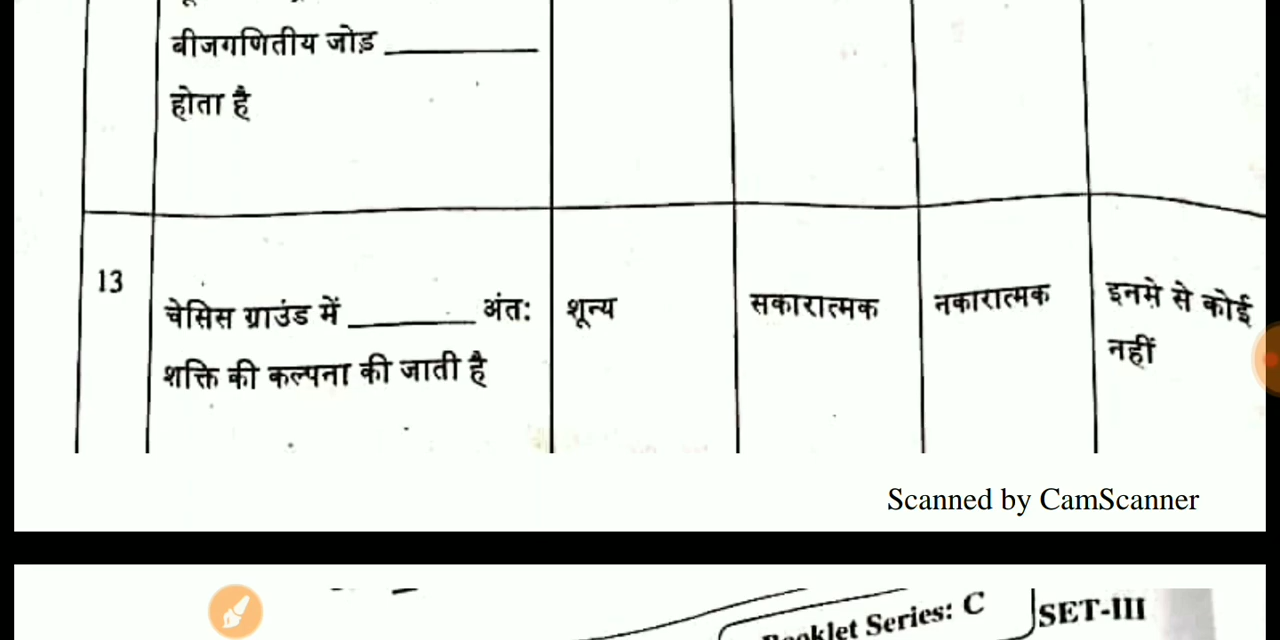 बीजगणितीय जोड़ ________
होता है
13
चेसिस ग्राउंड में ________ अंत:
शक्ति की कल्पना की जाती है
शून्य
सकारात्मक
नकारात्मक
इनमे से कोई
नहीं
Scanned by CamScanner
Booklet Series: C
SET-III